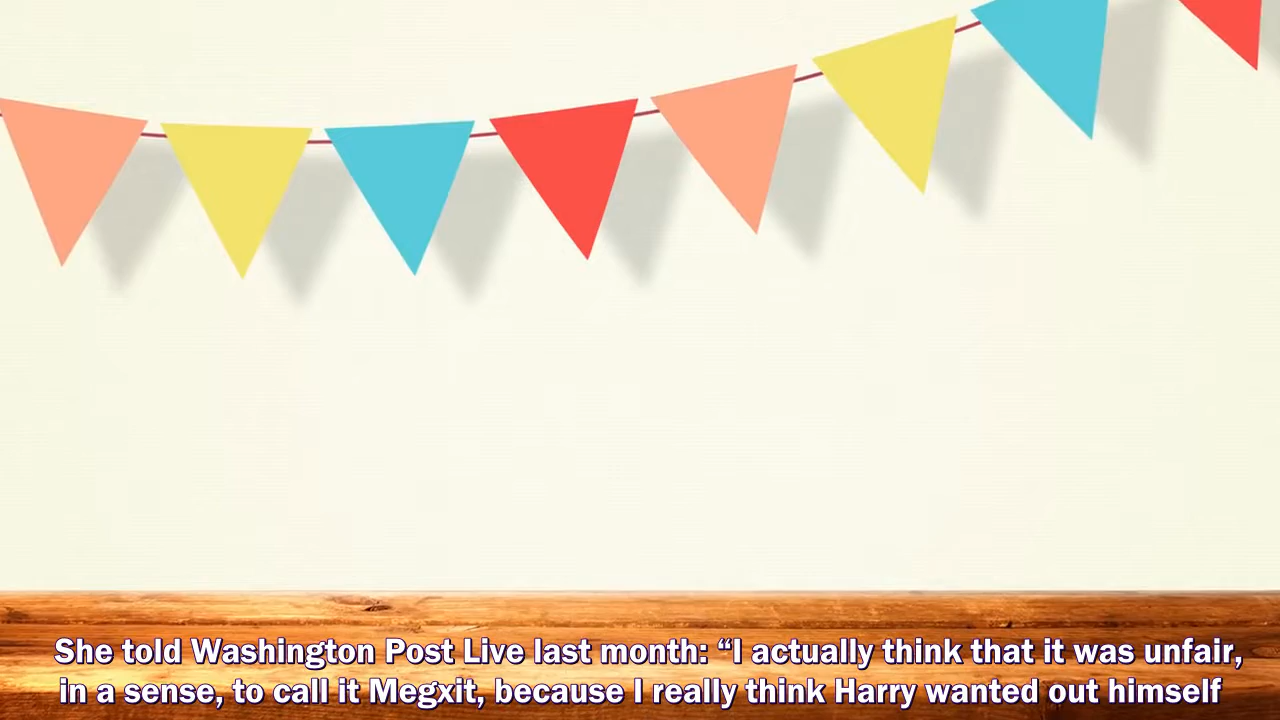 She told Washington Post Live last month: “I actually think that it was unfair,
in a sense, to call it Megxit, because I really think Harry wanted out himself